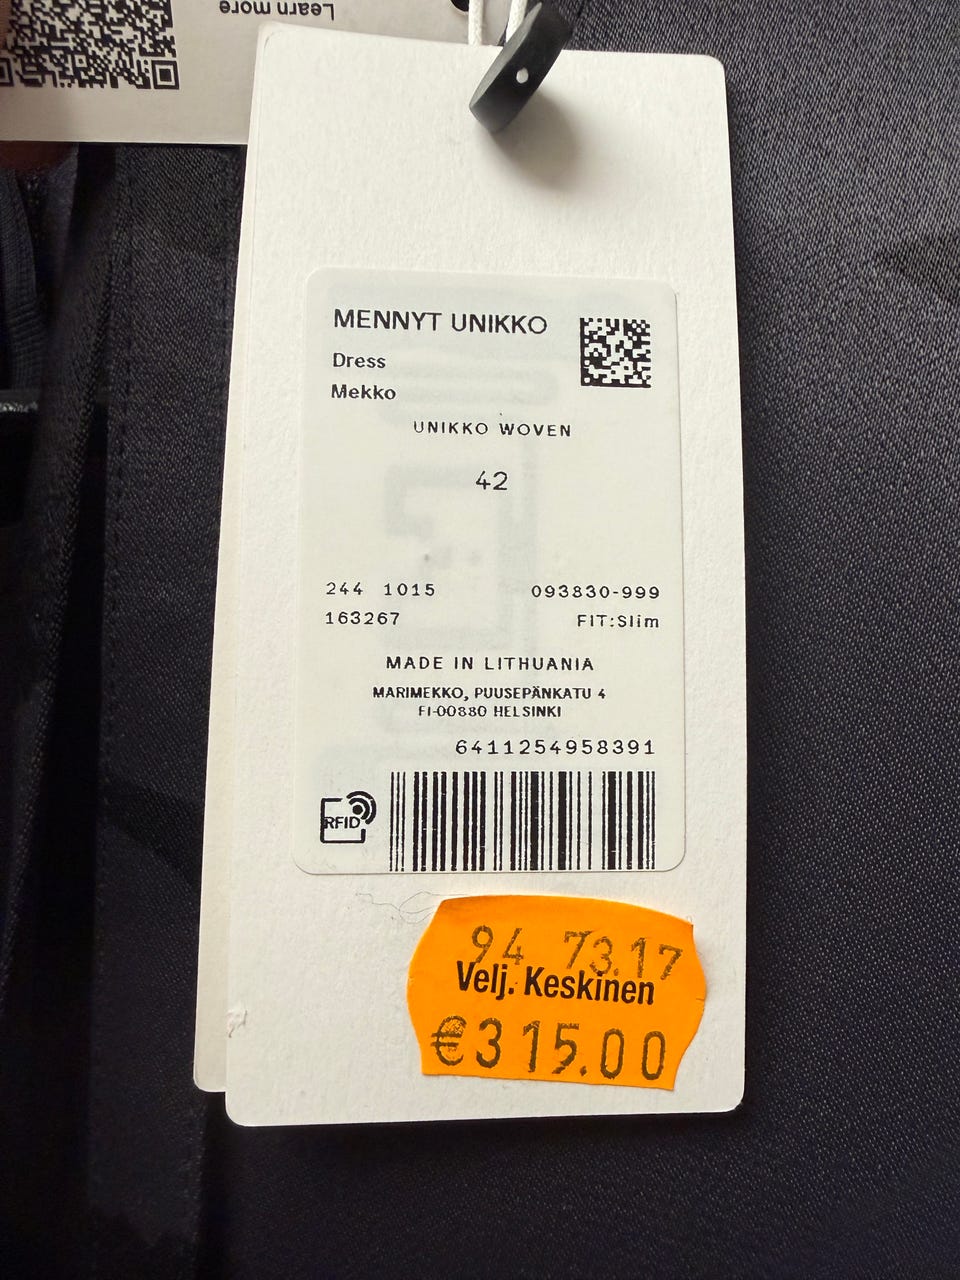 Learn more
MENNYT UNIKKO
Dress
Mekko
UNIKKO WOVEN
42
244 1015 093830-999
163267 FIT:Slim
MADE IN LITHUANIA
MARIMEKKO, PUUSEPÄNKATU 4
FI-00880 HELSINKI
6411254958391
RFID
94 73.17
Velj. Keskinen
€315.00